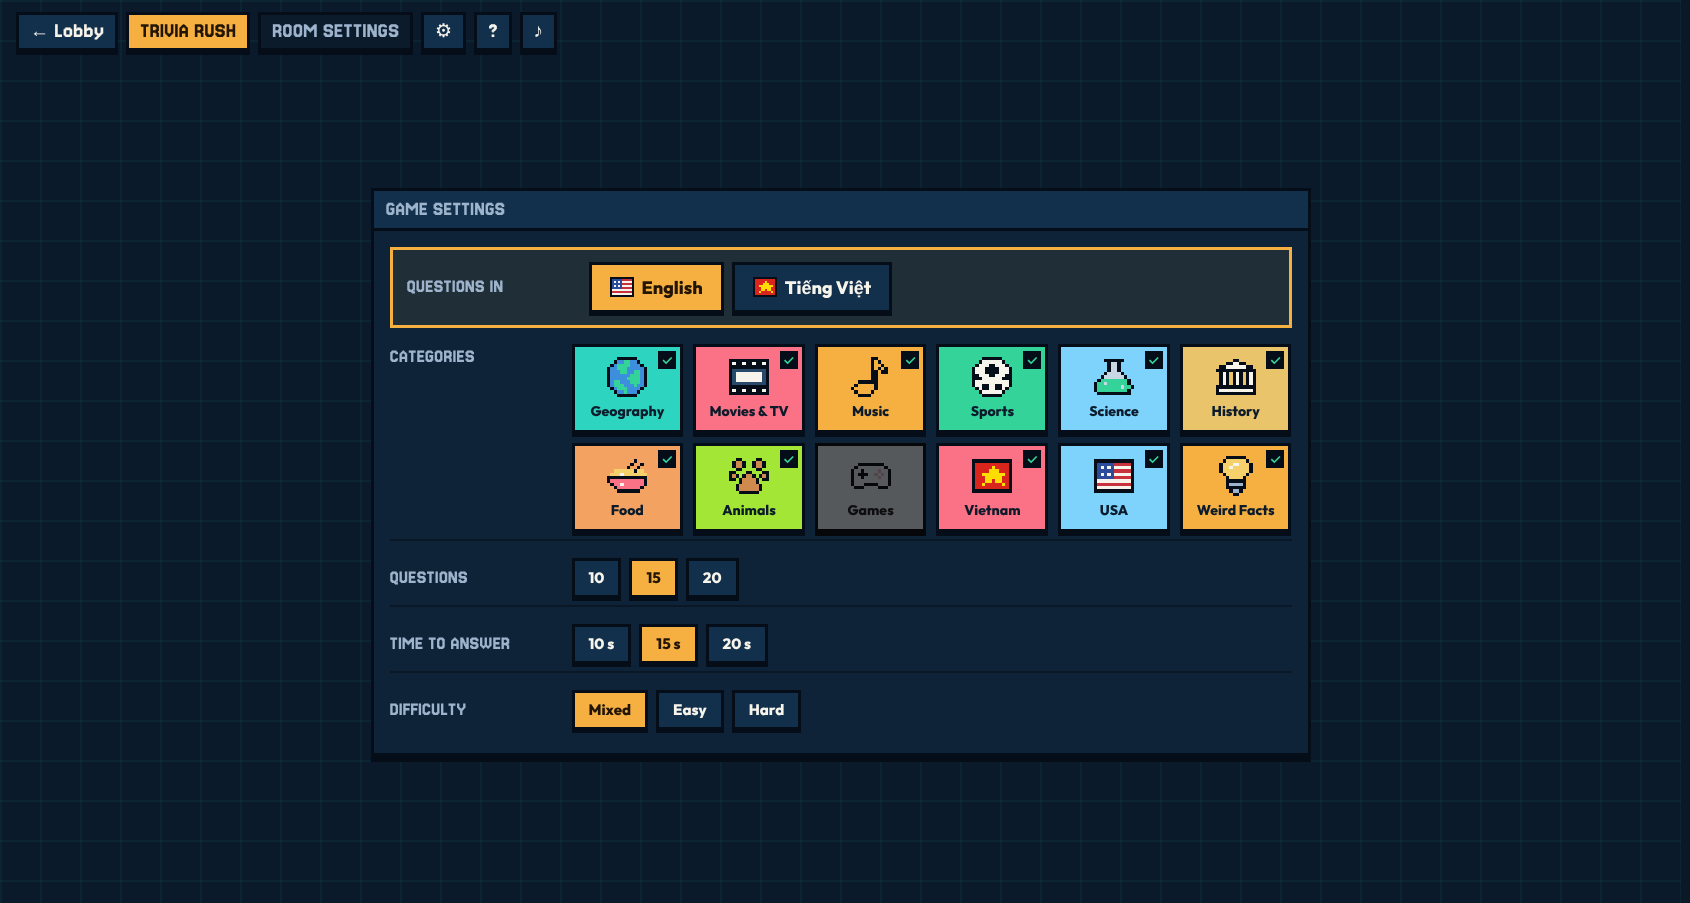 ← Lobby TRIVIA RUSH ROOM SETTINGS ⚙ ? ♪
GAME SETTINGS
QUESTIONS IN English Tiếng Việt
CATEGORIES
Geography Movies & TV Music Sports Science History
Food Animals Games Vietnam USA Weird Facts
QUESTIONS 10 15 20
TIME TO ANSWER 10 s 15 s 20 s
DIFFICULTY Mixed Easy Hard